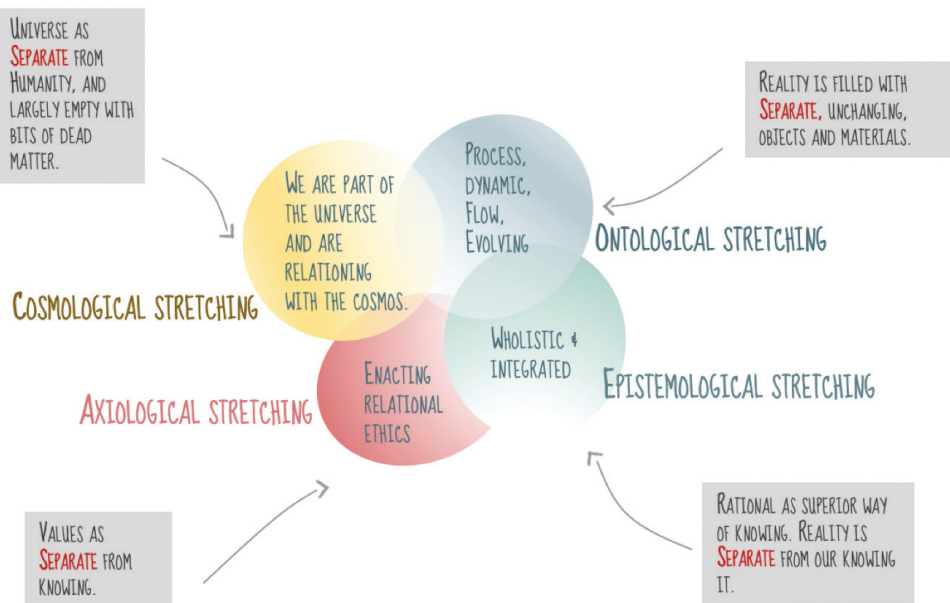 Universe as
Separate from
Humanity, and
largely empty with
bits of dead
matter.
Reality is filled with
Separate, unchanging,
objects and materials.
We are part of
the universe
and are
relationing
with the cosmos.
Process,
dynamic,
Flow,
Evolving
Ontological stretching
Cosmological stretching
Wholistic &
integrated
Enacting
relational
ethics
Epistemological stretching
Axiological stretching
Values as
Separate from
knowing.
Rational as superior way
of knowing. Reality is
Separate from our knowing
it.